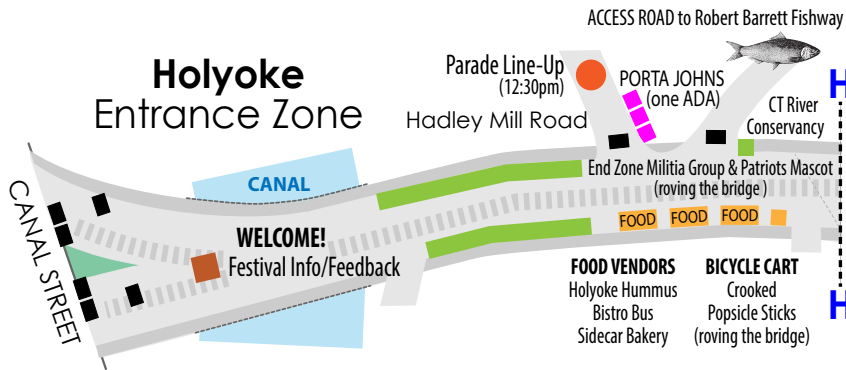 ACCESS ROAD to Robert Barrett Fishway
Holyoke
Entrance Zone
Parade Line-Up
(12:30pm)
PORTA JOHNS
(one ADA)
Hadley Mill Road
CT River
Conservancy
H
End Zone Militia Group & Patriots Mascot
(roving the bridge )
CANAL
CANAL STREET
WELCOME!
Festival Info/Feedback
FOOD
FOOD
FOOD
FOOD VENDORS
Holyoke Hummus
Bistro Bus
Sidecar Bakery
BICYCLE CART
Crooked
Popsicle Sticks
(roving the bridge)
H